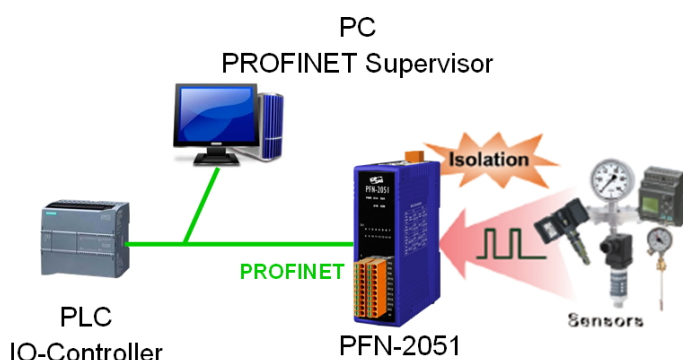 PC
PROFINET Supervisor
Isolation
PFN-2051
PROFINET
Sensors
PLC
IO-Controller
PFN-2051